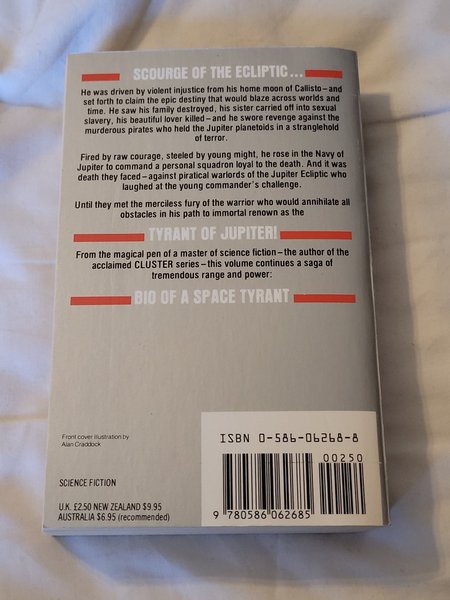 SCOURGE OF THE ECLIPTIC...
He was driven by violent injustice from his home moon of Callisto–and
set forth to claim the epic destiny that would blaze across worlds and
time. He saw his family destroyed, his sister carried off into sexual
slavery, his beautiful lover killed–and he swore revenge against the
murderous pirates who held the Jupiter planetoids in a stranglehold
of terror.
Fired by raw courage, steeled by young might, he rose in the Navy of
Jupiter to command a personal squadron loyal to the death. And it was
death they faced–against piratical warlords of the Jupiter Ecliptic who
laughed at the young commander's challenge.
Until they met the merciless fury of the warrior who would annihilate all
obstacles in his path to immortal renown as the
TYRANT OF JUPITER!
From the magical pen of a master of science fiction–the author of the
acclaimed CLUSTER series–this volume continues a saga of
tremendous range and power:
BIO OF A SPACE TYRANT
Front cover illustration by
Alan Craddock
SCIENCE FICTION
U.K. £2.50 NEW ZEALAND $9.95
AUSTRALIA $6.95 (recommended)
ISBN 0-586-06268-8
00250
9 780586 062685